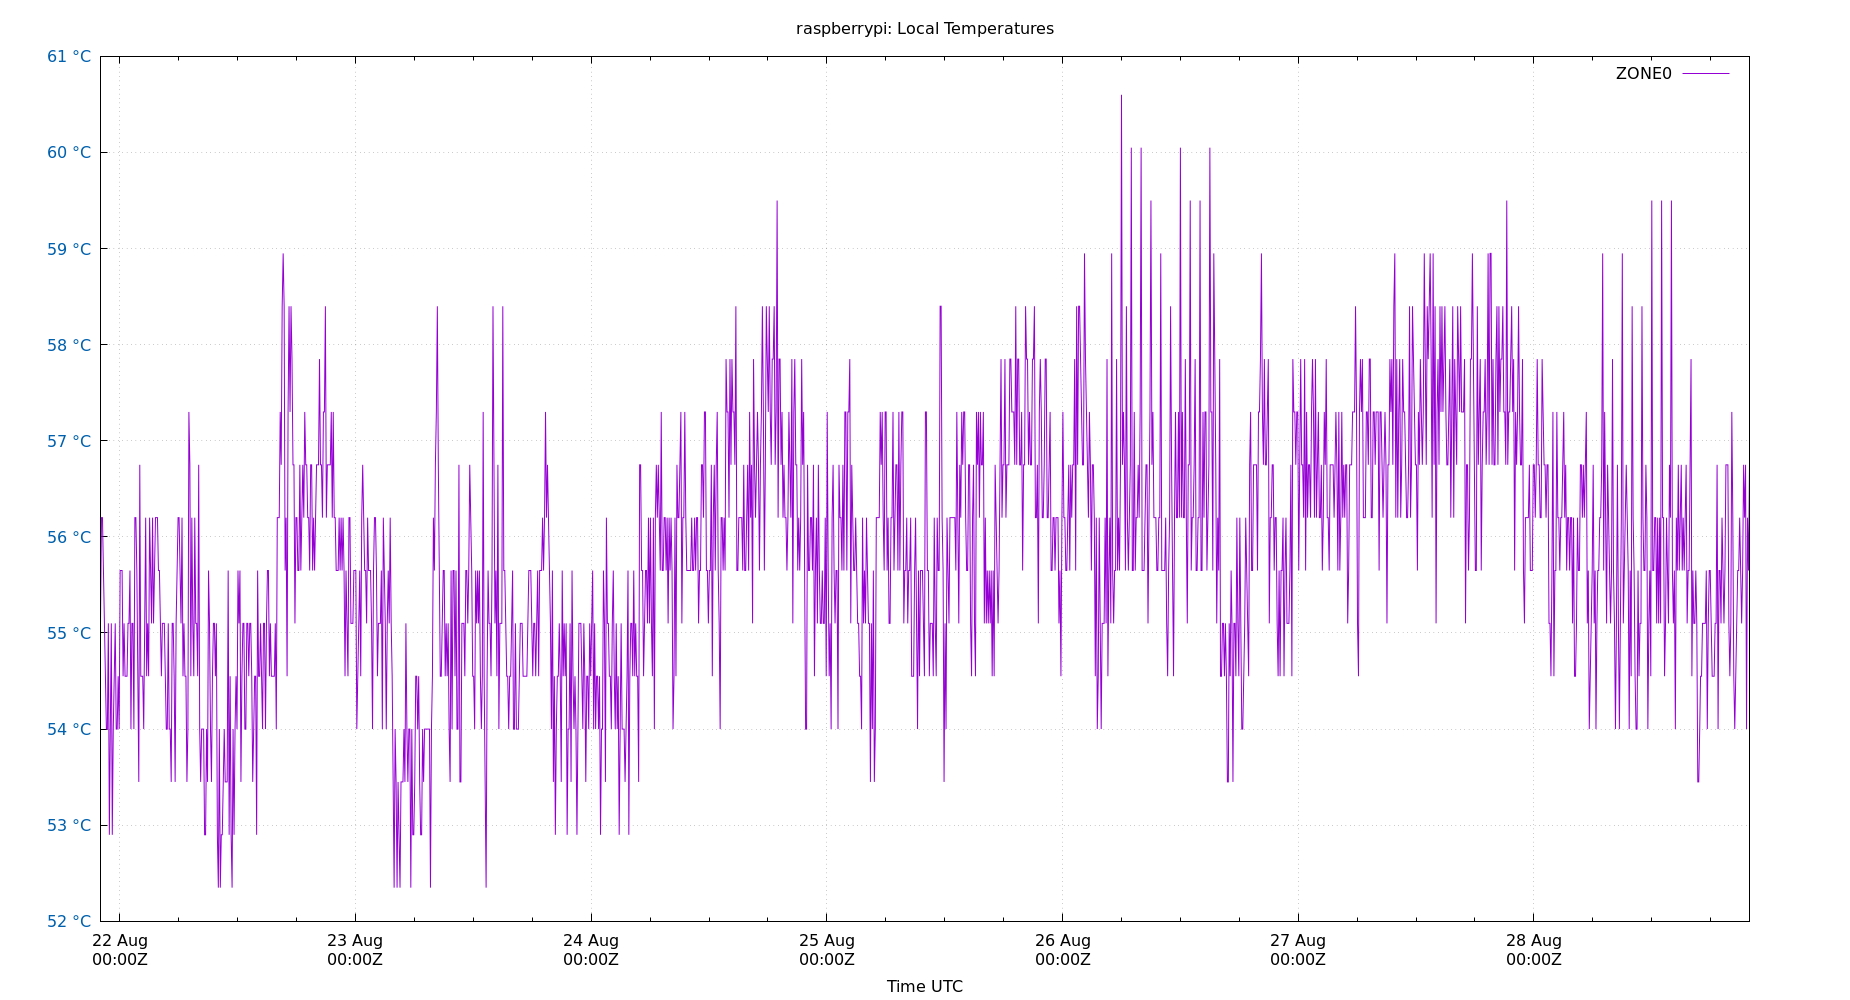 raspberrypi: Local Temperatures
61 °C
ZONE0
60 °C
59 °C
58 °C
57 °C
56 °C
55 °C
54 °C
53 °C
52 °C
22 Aug 23 Aug 24 Aug 25 Aug 26 Aug 27 Aug 28 Aug
00:00Z 00:00Z 00:00Z 00:00Z 00:00Z 00:00Z 00:00Z
Time UTC